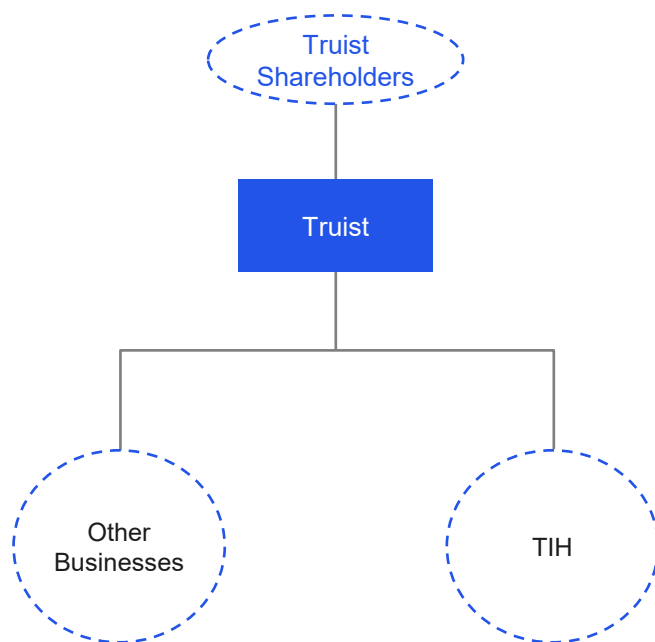 Truist
Shareholders
Truist
Other
Businesses
TIH